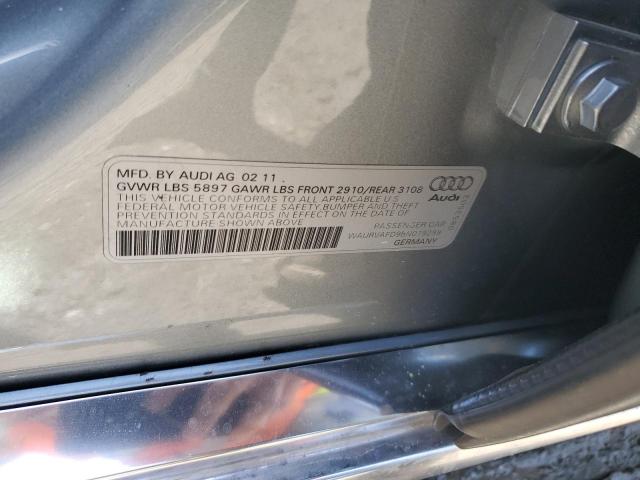 MFD. BY AUDI AG 02 11
GVWR LBS 5897 GAWR LBS FRONT 2910/REAR 3108
THIS VEHICLE CONFORMS TO ALL APPLICABLE U.S
FEDERAL MOTOR VEHICLE SAFETY,BUMPER AND THEFT
PREVENTION STANDARDS IN EFFECT ON THE DATE OF
MANUFACTURE SHOWN ABOVE.
Audi
PASSENGER CAR
GERMANY